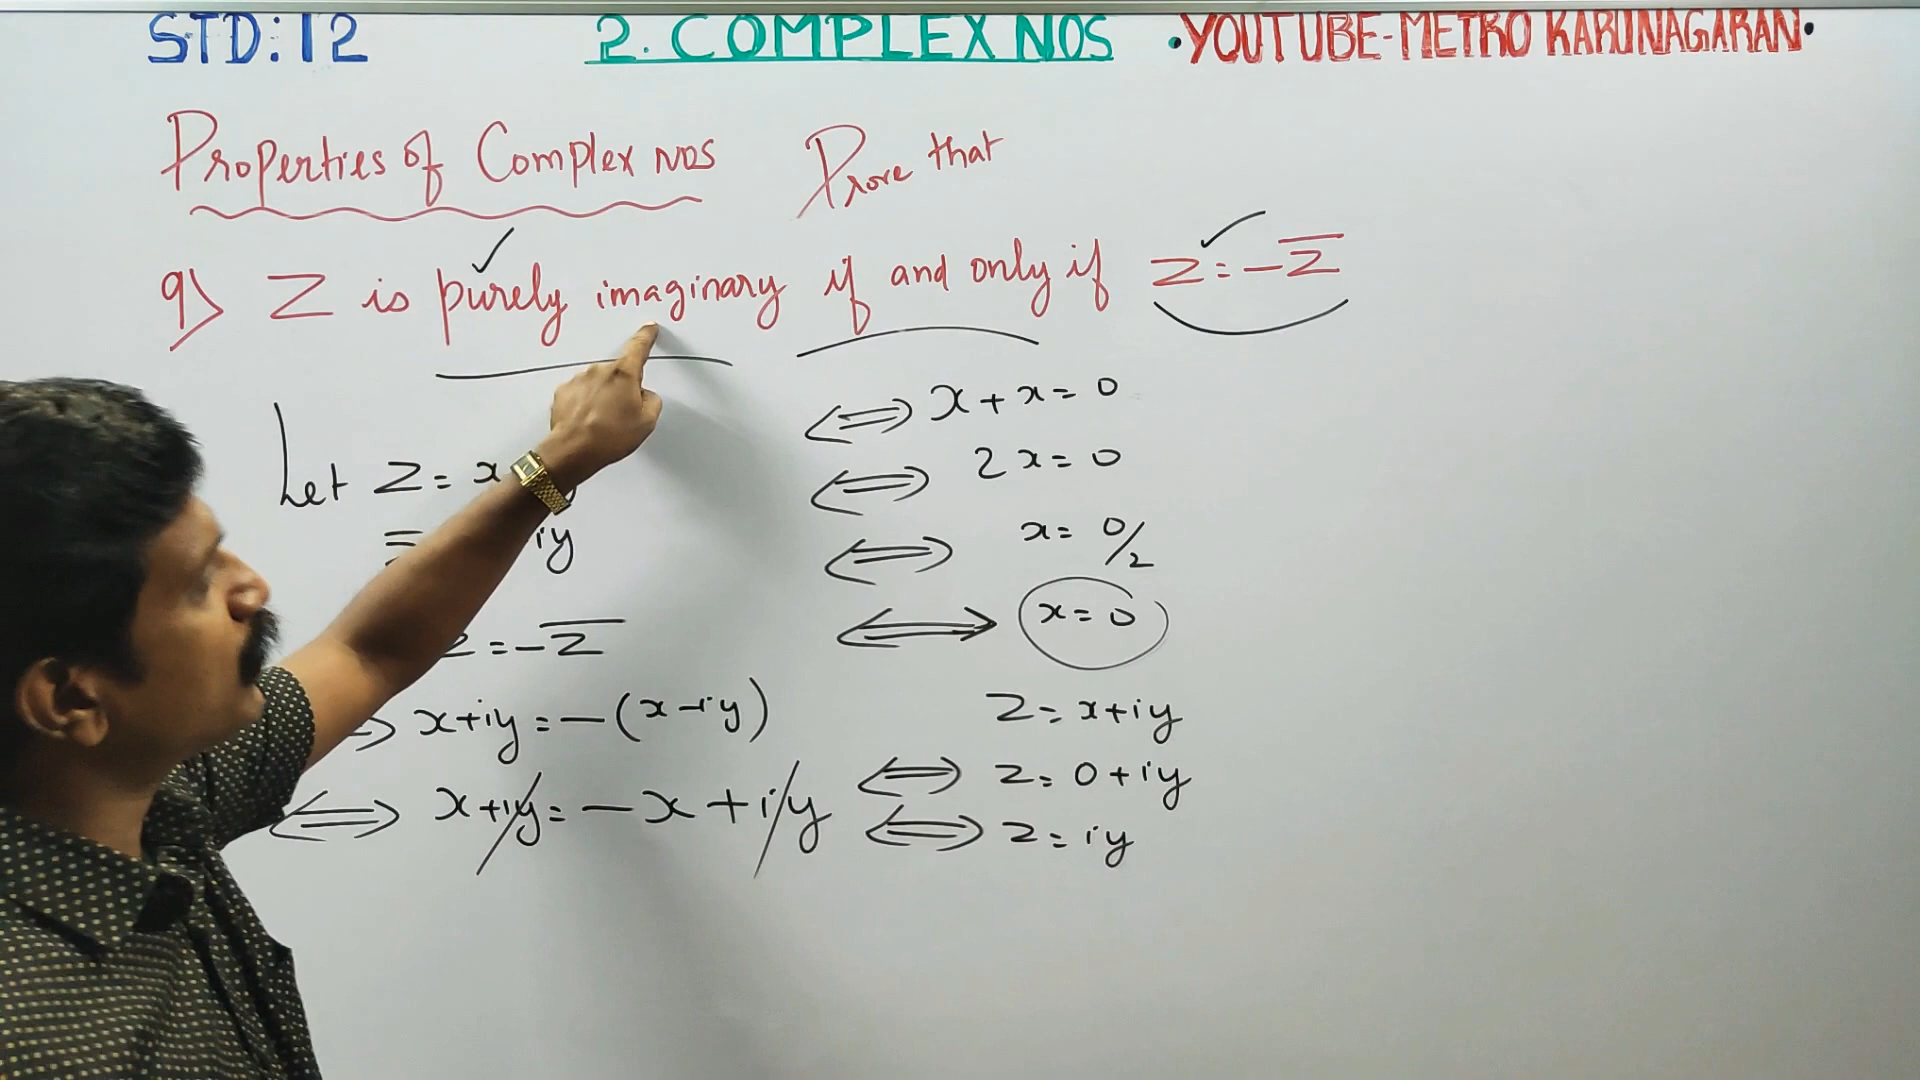 STD: 12 2. COMPLEX NOS •YOUTUBE-METRO KARUNAGARAN•
Properties of Complex nos Prove that
9) Z is purely imaginary if and only if Z = -Z̅
Let Z = x
= iy
z = -Z̅
⇒ x+iy = -(x-iy)
⇔ x+iy = -x+iy
⇔ x+x=0
⇔ 2x=0
⇔ x=0/2
⇔ x=0
Z = x+iy
⇔ Z = 0+iy
⇔ Z = iy